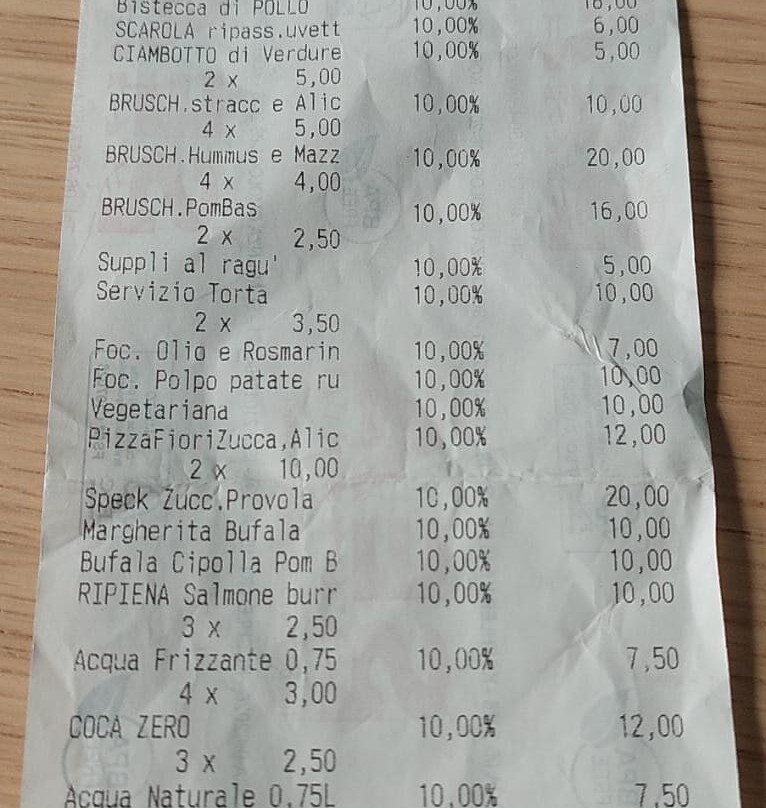 Bistecca di POLLO 10,00% 16,00
SCAROLA ripass.uvett 10,00% 6,00
CIAMBOTTO di Verdure 10,00% 5,00
2 x 5,00
BRUSCH.stracc e Alic 10,00% 10,00
4 x 5,00
BRUSCH.Hummus e Mazz 10,00% 20,00
4 x 4,00
BRUSCH.PomBas 10,00% 16,00
2 x 2,50
Suppli al ragu' 10,00% 5,00
Servizio Torta 10,00% 10,00
2 x 3,50
Foc. Olio e Rosmarin 10,00% 7,00
Foc. Polpo patate ru 10,00% 10,00
Vegetariana 10,00% 10,00
PizzaFioriZucca,Alic 10,00% 12,00
2 x 10,00
Speck Zucc.Provola 10,00% 20,00
Margherita Bufala 10,00% 10,00
Bufala Cipolla Pom B 10,00% 10,00
RIPIENA Salmone burr 10,00% 10,00
3 x 2,50
Acqua Frizzante 0,75 10,00% 7,50
4 x 3,00
COCA ZERO 10,00% 12,00
3 x 2,50
Acqua Naturale 0,75L 10,00% 7,50